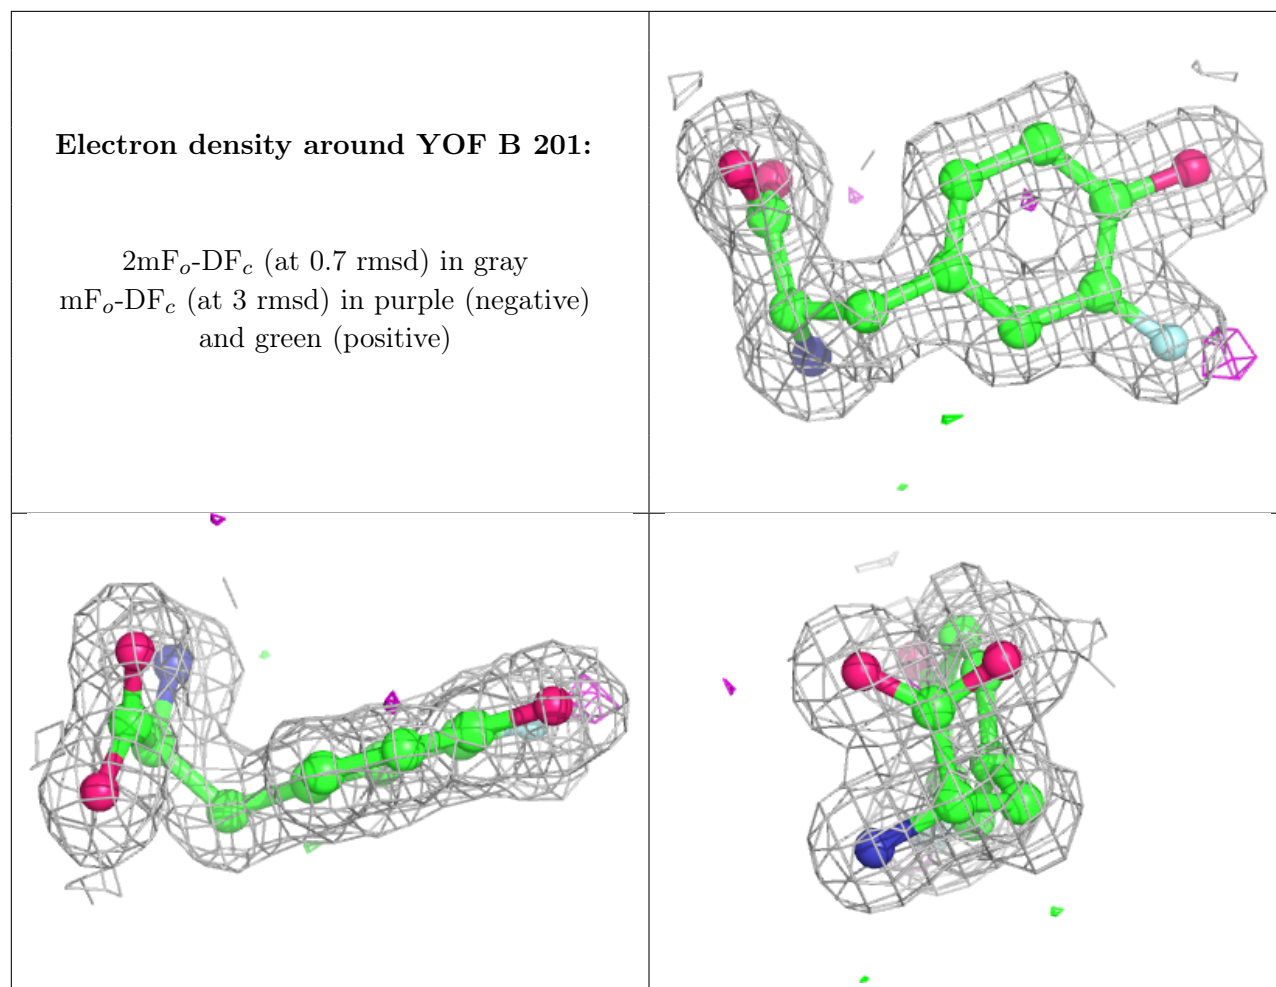 Electron density around YOF B 201:
2mFo-DFc (at 0.7 rmsd) in gray
mFo-DFc (at 3 rmsd) in purple (negative)
and green (positive)